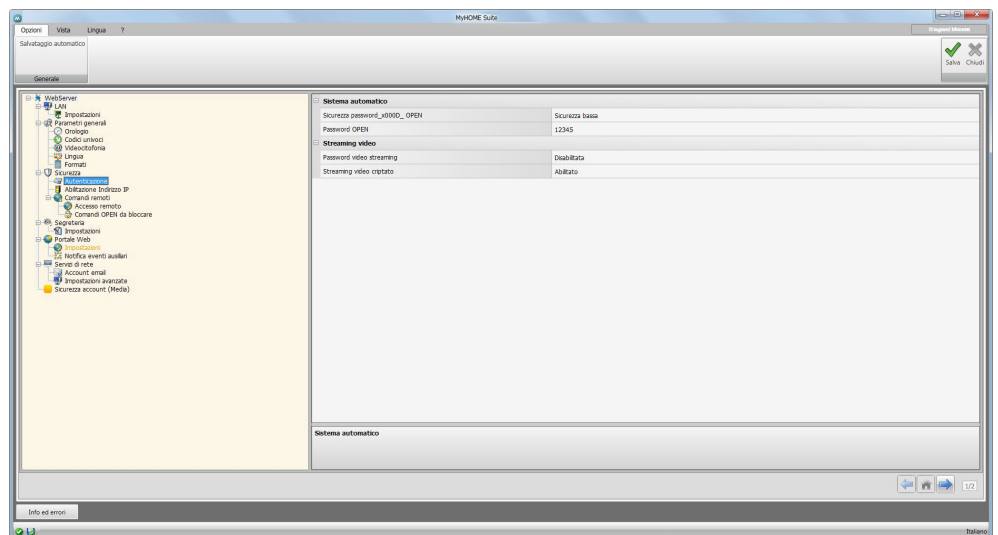 MyHOME Suite
Opzioni Vista Lingua ?
Salvataggio automatico
Generale
Salva Chiudi
WebServer
LAN
Impostazioni
Parametri generali
Orologio
Codici univoci
Videocitofonia
Lingua
Formati
Sicurezza
Autenticazione
Abilitazione Indirizzo IP
Comandi remoti
Accesso remoto
Comandi OPEN da bloccare
Segreteria
Impostazioni
Portale Web
Impostazioni
Notifica eventi ausiliari
Servizi di rete
Account email
Impostazioni avanzate
Sicurezza account (Media)
Sistema automatico
Sicurezza password_x000D_ OPEN Sicurezza bassa
Password OPEN 12345
Streaming video
Password video streaming Disabilitata
Streaming video criptato Abilitato
Sistema automatico
1/2
Info ed errori
Italiano